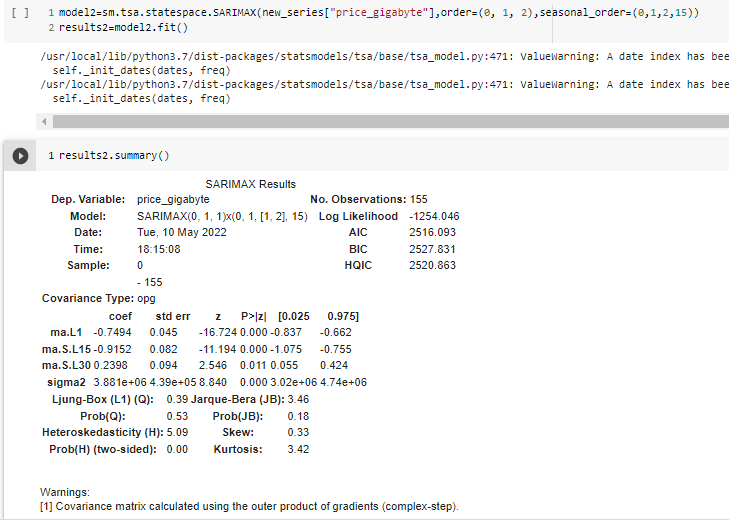 [ ] 1 model2=sm.tsa.statespace.SARIMAX(new_series["price_gigabyte"],order=(0, 1, 2),seasonal_order=(0,1,2,15))
2 results2=model2.fit()
/usr/local/lib/python3.7/dist-packages/statsmodels/tsa/base/tsa_model.py:471: ValueWarning: A date index has bee
self._init_dates(dates, freq)
/usr/local/lib/python3.7/dist-packages/statsmodels/tsa/base/tsa_model.py:471: ValueWarning: A date index has bee
self._init_dates(dates, freq)
1 results2.summary()
SARIMAX Results
Dep. Variable: price_gigabyte No. Observations: 155
Model: SARIMAX(0, 1, 1)x(0, 1, [1, 2], 15) Log Likelihood -1254.046
Date: Tue, 10 May 2022 AIC 2516.093
Time: 18:15:08 BIC 2527.831
Sample: 0 HQIC 2520.863
- 155
Covariance Type: opg
coef std err z P>|z| [0.025 0.975]
ma.L1 -0.7494 0.045 -16.724 0.000 -0.837 -0.662
ma.S.L15 -0.9152 0.082 -11.194 0.000 -1.075 -0.755
ma.S.L30 0.2398 0.094 2.546 0.011 0.055 0.424
sigma2 3.881e+06 4.39e+05 8.840 0.000 3.02e+06 4.74e+06
Ljung-Box (L1) (Q): 0.39 Jarque-Bera (JB): 3.46
Prob(Q): 0.53 Prob(JB): 0.18
Heteroskedasticity (H): 5.09 Skew: 0.33
Prob(H) (two-sided): 0.00 Kurtosis: 3.42
Warnings:
[1] Covariance matrix calculated using the outer product of gradients (complex-step).